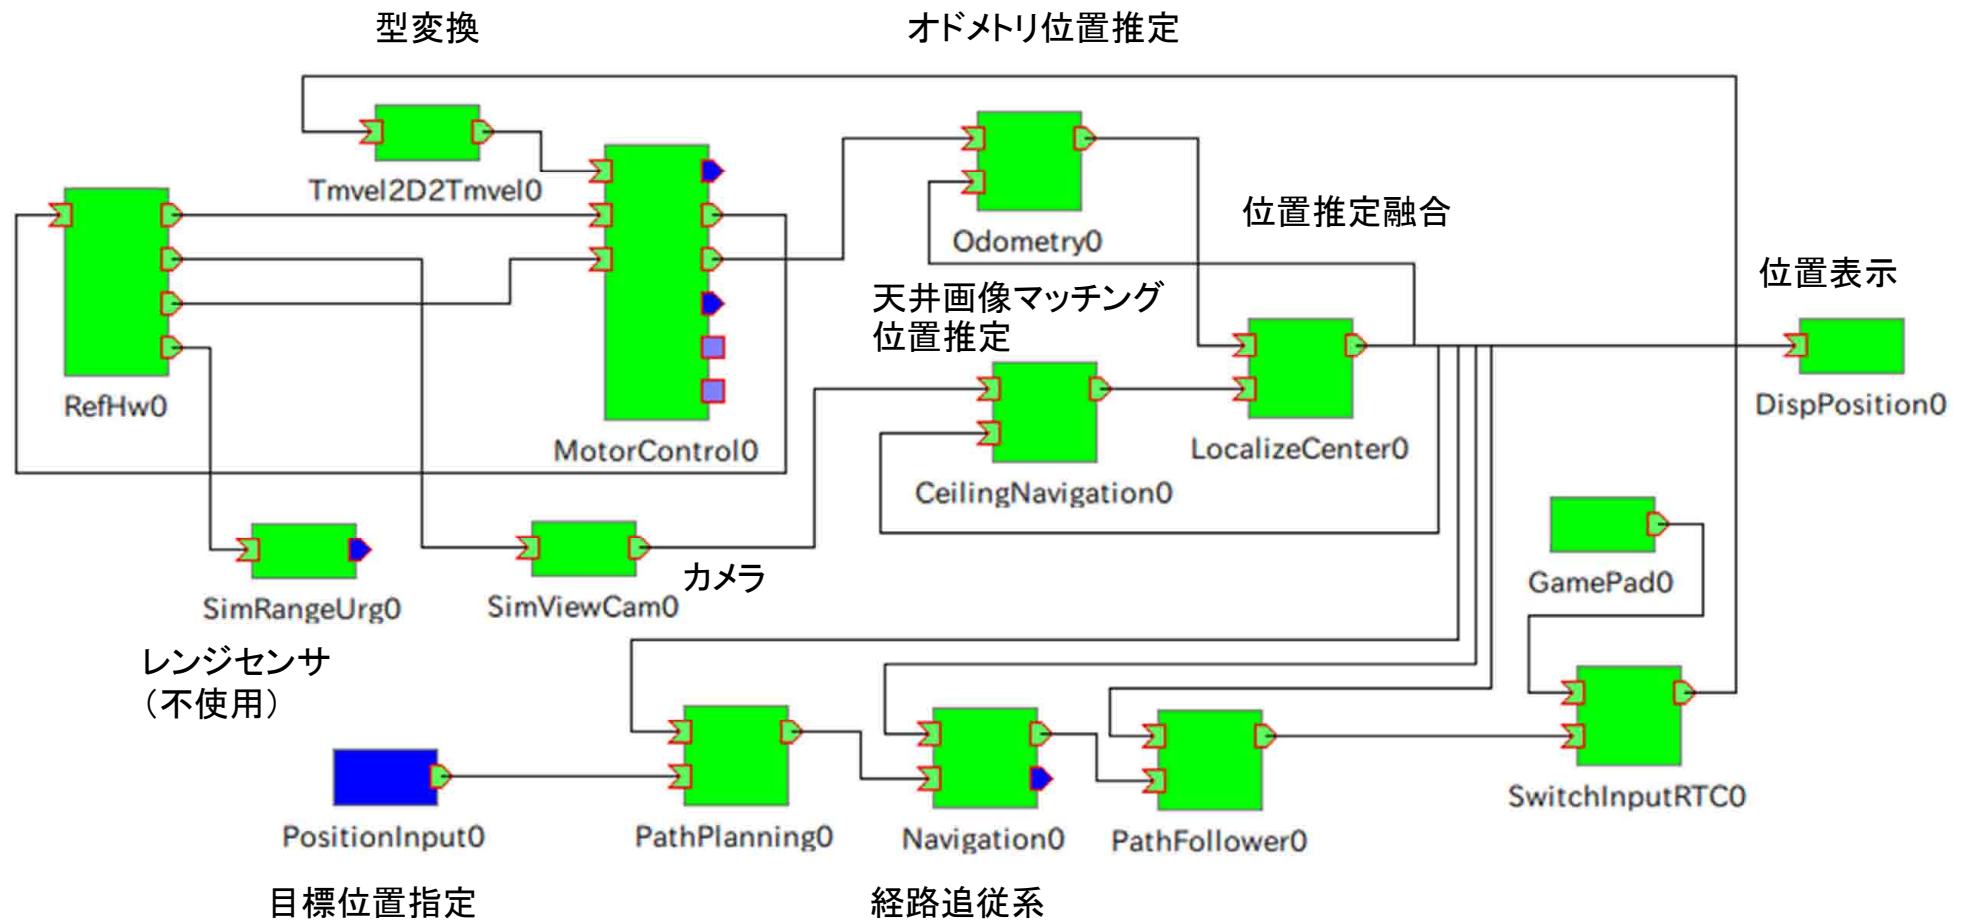 型変換
オドメトリ位置推定
Tmvel2D2Tmvel0
位置推定融合
Odometry0
位置表示
天井画像マッチング
位置推定
RefHw0
DispPosition0
MotorControl0
LocalizeCenter0
CeilingNavigation0
カメラ
GamePad0
SimRangeUrg0
SimViewCam0
レンジセンサ
（不使用）
SwitchInputRTC0
PositionInput0
PathPlanning0
Navigation0
PathFollower0
目標位置指定
経路追従系